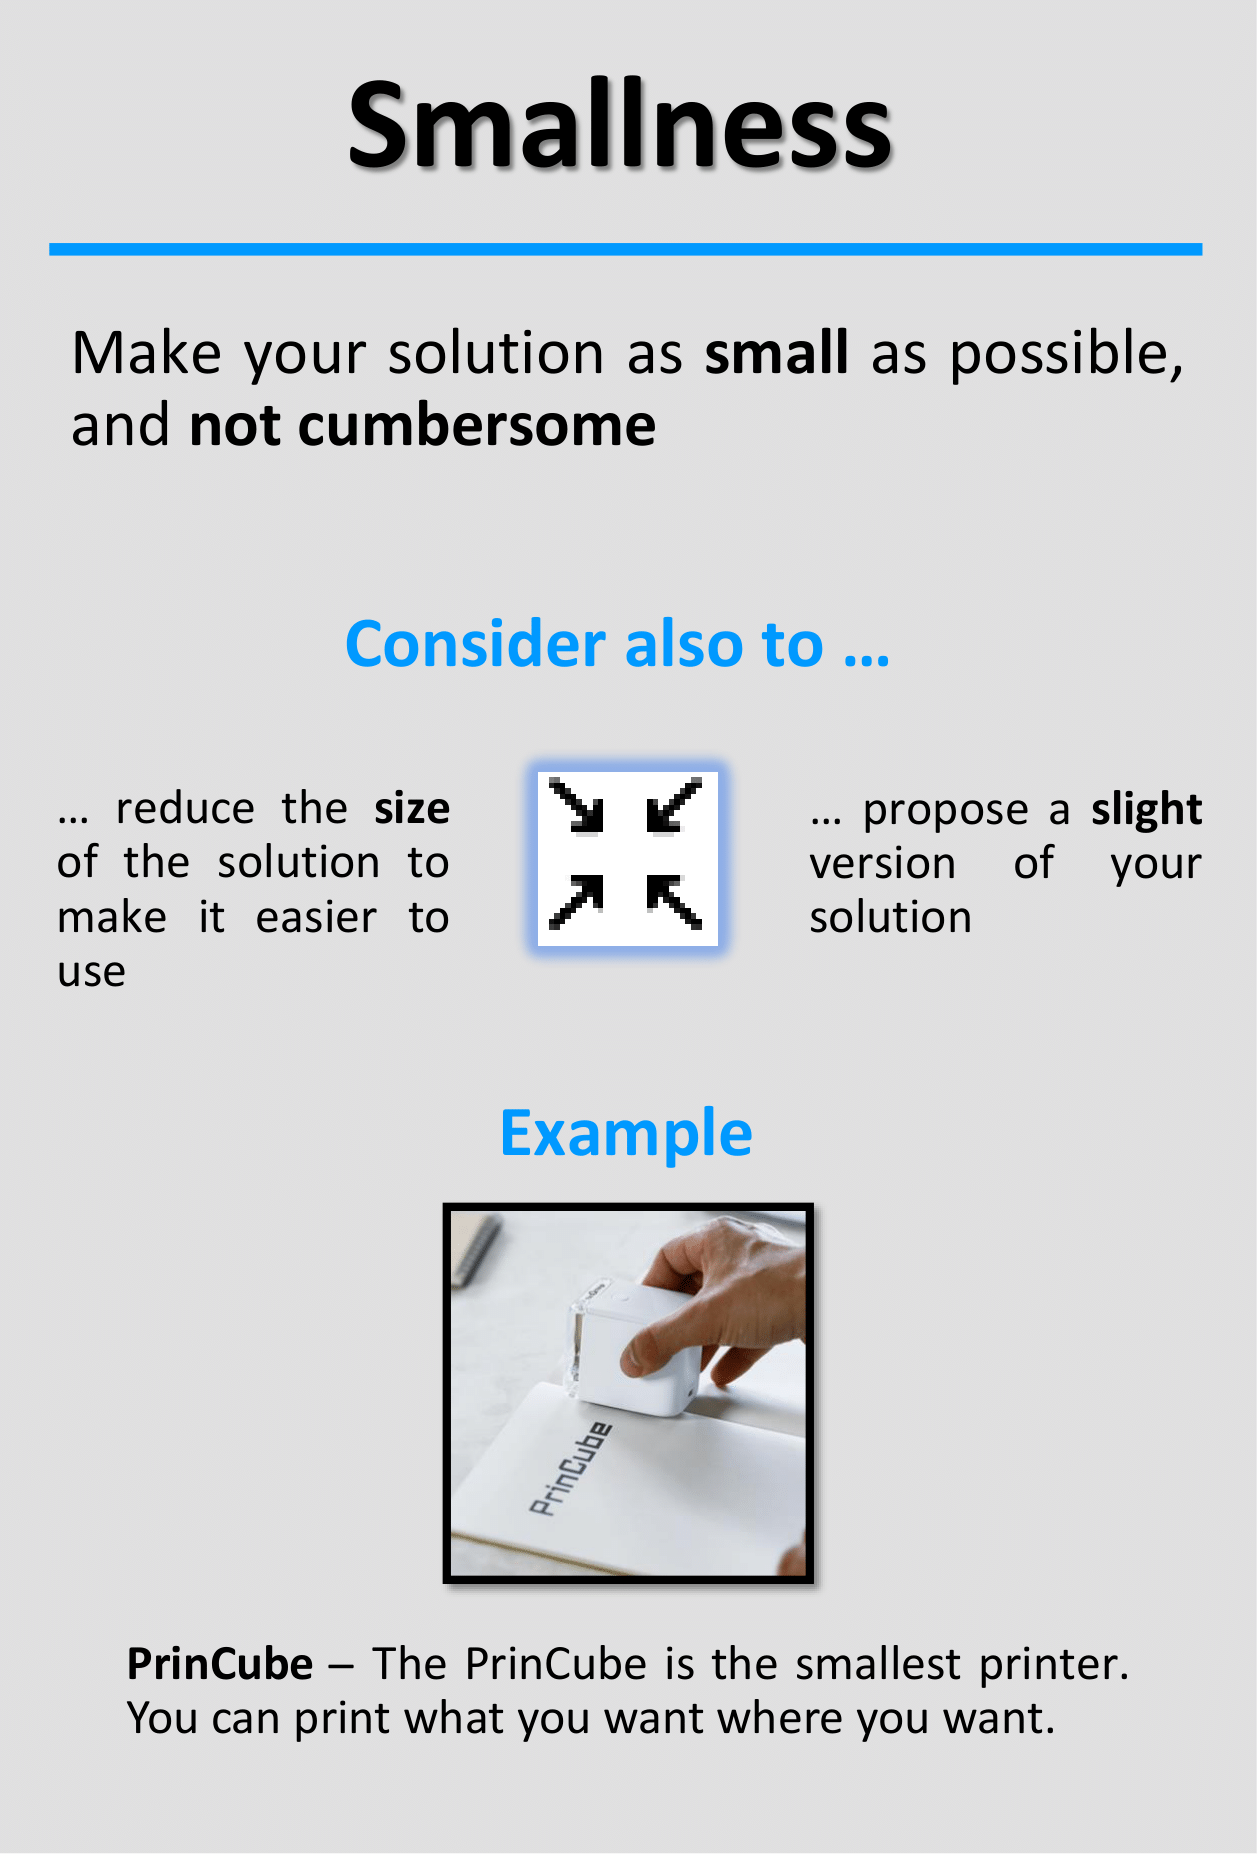 Smallness
Make your solution as small as possible,
and not cumbersome
Consider also to ...
... reduce the size
of the solution to
make it easier to
use
... propose a slight
version of your
solution
Example
PrinCube
PrinCube – The PrinCube is the smallest printer.
You can print what you want where you want.